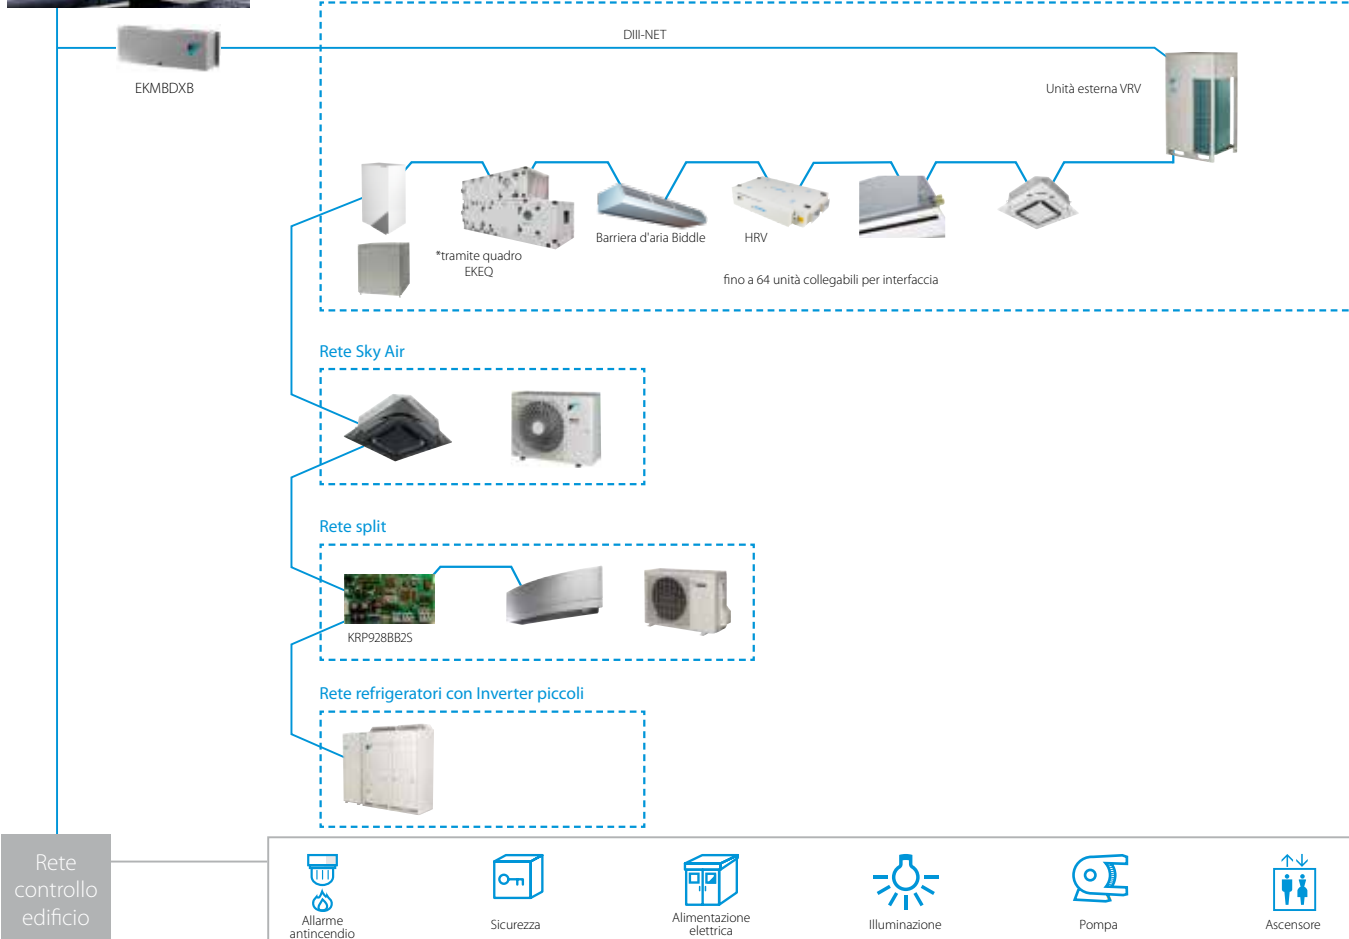 DIII-NET
EKMBDXB
Unità esterna VRV
Barriera d'aria Biddle
HRV
*tramite quadro
EKEQ
fino a 64 unità collegabili per interfaccia
Rete Sky Air
Rete split
KRP928BB2S
Rete refrigeratori con Inverter piccoli
Rete
controllo
edificio
Allarme
antincendio
Sicurezza
Alimentazione
elettrica
Illuminazione
Pompa
Ascensore